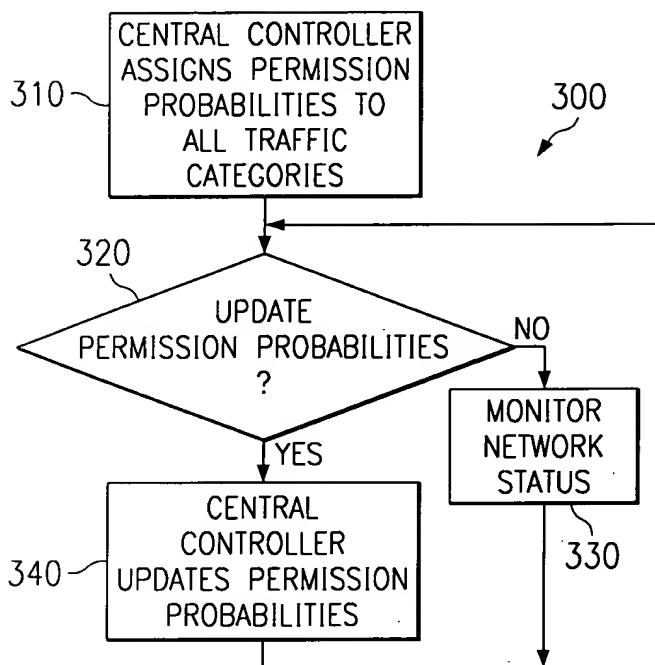 CENTRAL CONTROLLER
ASSIGNS PERMISSION
PROBABILITIES TO
ALL TRAFFIC
CATEGORIES
310
300
320
UPDATE
PERMISSION PROBABILITIES
?
NO
YES
MONITOR
NETWORK
STATUS
330
CENTRAL
CONTROLLER
UPDATES PERMISSION
PROBABILITIES
340